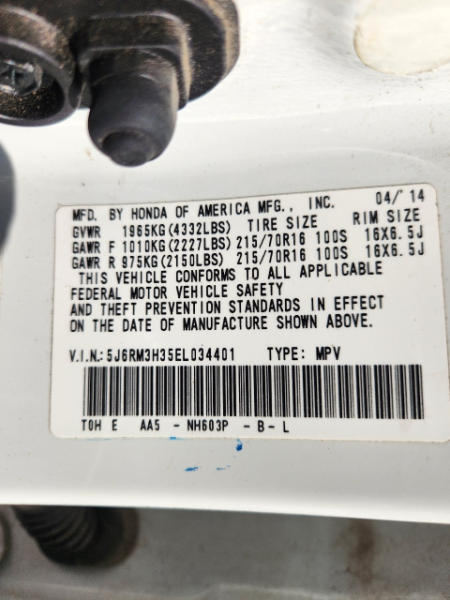 MFD. BY HONDA OF AMERICA MFG., INC. 04/'14
GVWR 1965KG(4332LBS) TIRE SIZE RIM SIZE
GAWR F 1010KG(2227LBS) 215/70R16 100S 16X6.5J
GAWR R 975KG(2150LBS) 215/70R16 100S 16X6.5J
THIS VEHICLE CONFORMS TO ALL APPLICABLE
FEDERAL MOTOR VEHICLE SAFETY
AND THEFT PREVENTION STANDARDS IN EFFECT
ON THE DATE OF MANUFACTURE SHOWN ABOVE.
V.I.N.: 5J6RM3H35EL034401 TYPE: MPV
TOH E AA5 - NH603P - B - L